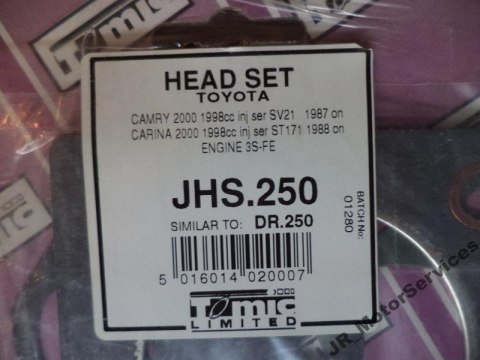 HEAD SET
TOYOTA
CAMRY 2000 1998cc inj ser SV21 1987 on
CARINA 2000 1998cc inj ser ST171 1988 on
ENGINE 3S-FE
JHS.250
SIMILAR TO: DR.250
BATCH No:
01280
5 016014 020007
Tomic
LIMITED
JR_MotorServices